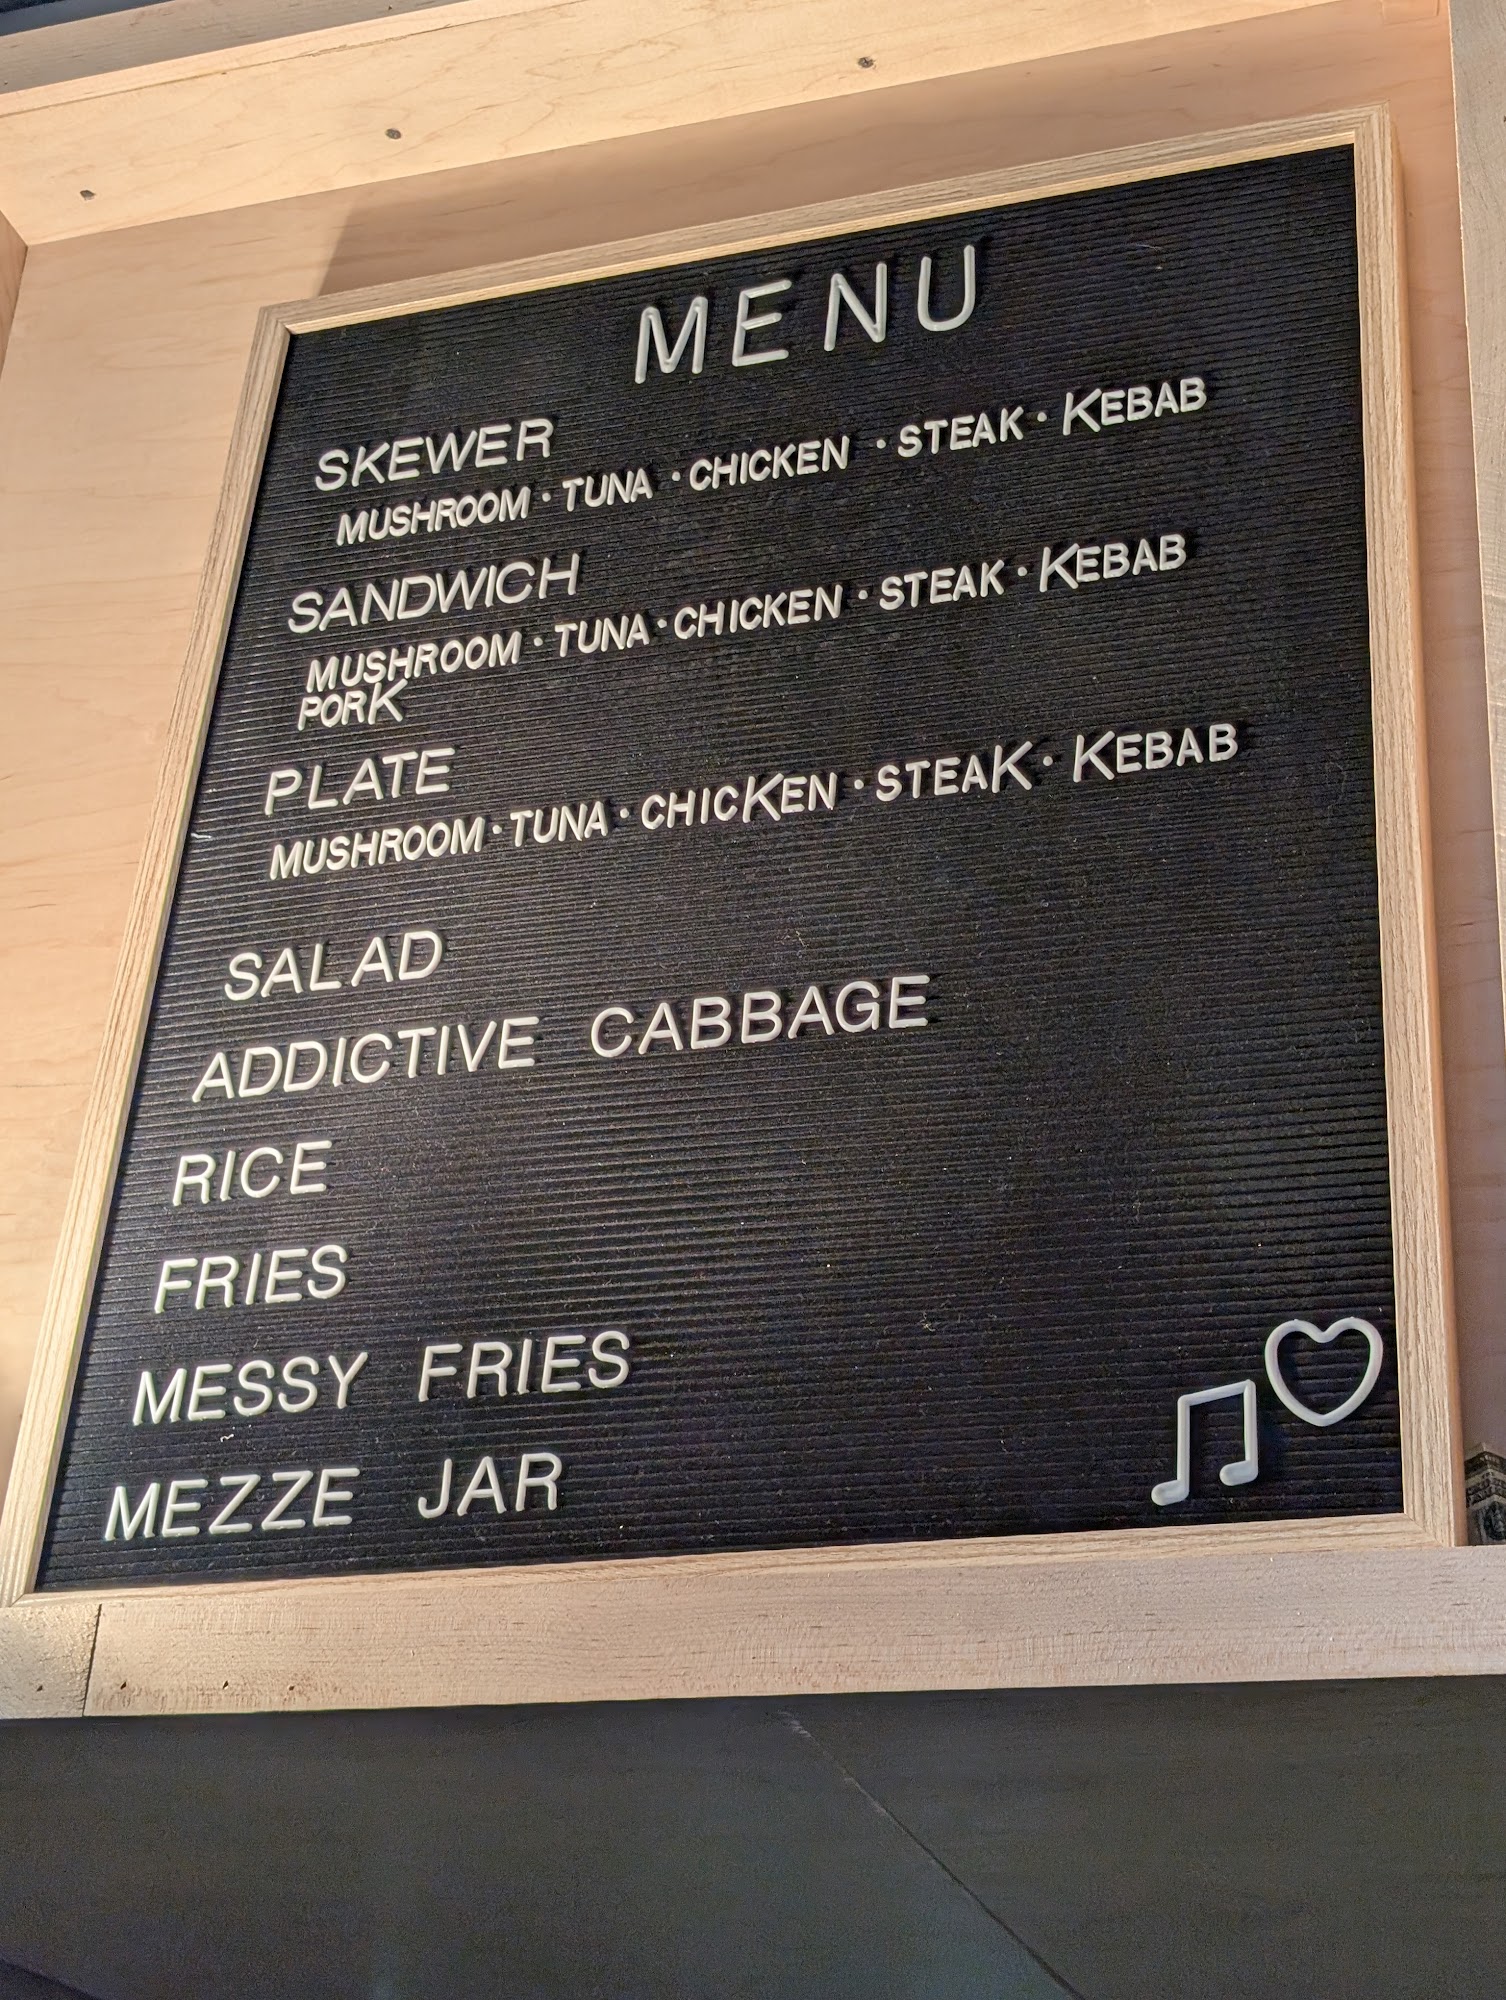 MENU
SKEWER
MUSHROOM · TUNA · CHICKEN · STEAK · KEBAB
SANDWICH
MUSHROOM · TUNA · CHICKEN · STEAK · KEBAB
PORK
PLATE
MUSHROOM · TUNA · CHICKEN · STEAK · KEBAB
SALAD
ADDICTIVE CABBAGE
RICE
FRIES
MESSY FRIES
MEZZE JAR